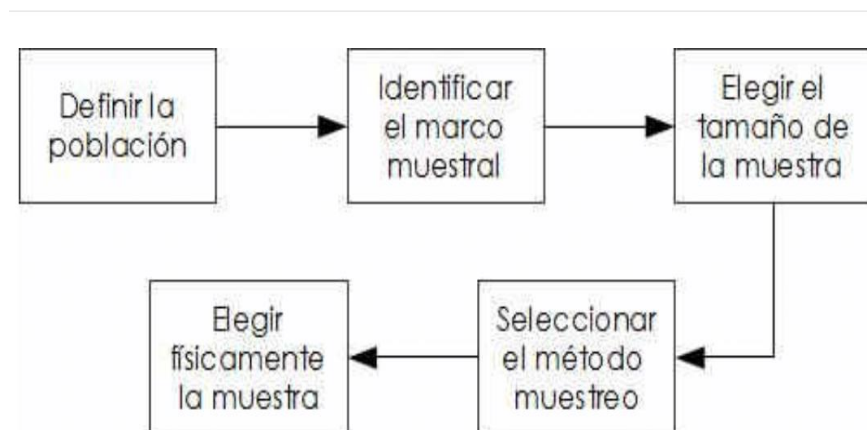 Definir la
población
Identificar
el marco
muestral
Elegir el
tamaño de
la muestra
Seleccionar
el método
muestreo
Elegir
físicamente
la muestra